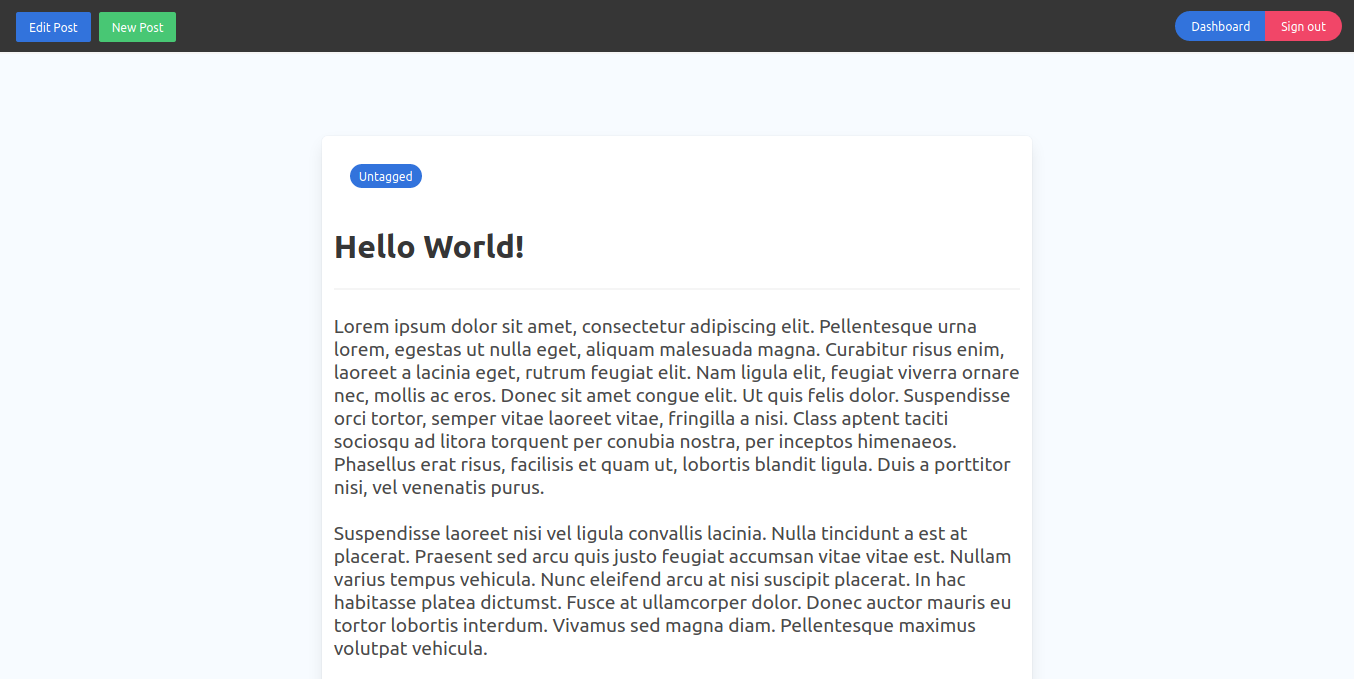 Edit Post New Post Dashboard Sign out
Untagged
Hello World!
Lorem ipsum dolor sit amet, consectetur adipiscing elit. Pellentesque urna
lorem, egestas ut nulla eget, aliquam malesuada magna. Curabitur risus enim,
laoreet a lacinia eget, rutrum feugiat elit. Nam ligula elit, feugiat viverra ornare
nec, mollis ac eros. Donec sit amet congue elit. Ut quis felis dolor. Suspendisse
orci tortor, semper vitae laoreet vitae, fringilla a nisi. Class aptent taciti
sociosqu ad litora torquent per conubia nostra, per inceptos himenaeos.
Phasellus erat risus, facilisis et quam ut, lobortis blandit ligula. Duis a porttitor
nisi, vel venenatis purus.
Suspendisse laoreet nisi vel ligula convallis lacinia. Nulla tincidunt a est at
placerat. Praesent sed arcu quis justo feugiat accumsan vitae vitae est. Nullam
varius tempus vehicula. Nunc eleifend arcu at nisi suscipit placerat. In hac
habitasse platea dictumst. Fusce at ullamcorper dolor. Donec auctor mauris eu
tortor lobortis interdum. Vivamus sed magna diam. Pellentesque maximus
volutpat vehicula.